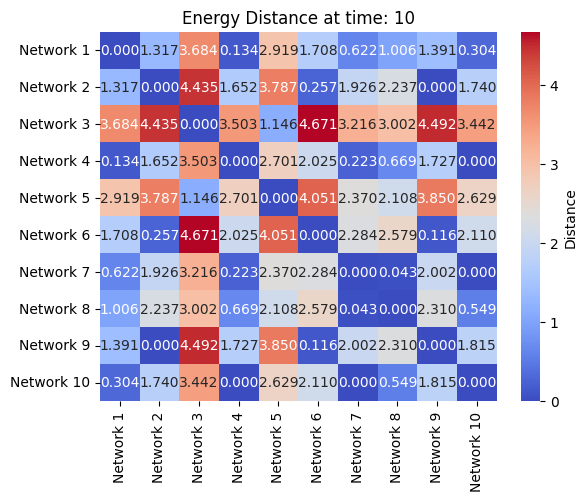 Energy Distance at time: 10
Network 1 0.000 1.317 3.684 0.134 2.919 1.708 0.622 1.006 1.391 0.304
Network 2 1.317 0.000 4.435 1.652 3.787 0.257 1.926 2.237 0.000 1.740
Network 3 3.684 4.435 0.000 3.503 1.146 4.671 3.216 3.002 4.492 3.442
Network 4 0.134 1.652 3.503 0.000 2.701 2.025 0.223 0.669 1.727 0.000
Network 5 2.919 3.787 1.146 2.701 0.000 4.051 2.370 2.108 3.850 2.629
Network 6 1.708 0.257 4.671 2.025 4.051 0.000 2.284 2.579 0.116 2.110
Network 7 0.622 1.926 3.216 0.223 2.370 2.284 0.000 0.043 2.002 0.000
Network 8 1.006 2.237 3.002 0.669 2.108 2.579 0.043 0.000 2.310 0.549
Network 9 1.391 0.000 4.492 1.727 3.850 0.116 2.002 2.310 0.000 1.815
Network 10 0.304 1.740 3.442 0.000 2.629 2.110 0.000 0.549 1.815 0.000
Network 1
Network 2
Network 3
Network 4
Network 5
Network 6
Network 7
Network 8
Network 9
Network 10
4
3
2
1
0
Distance